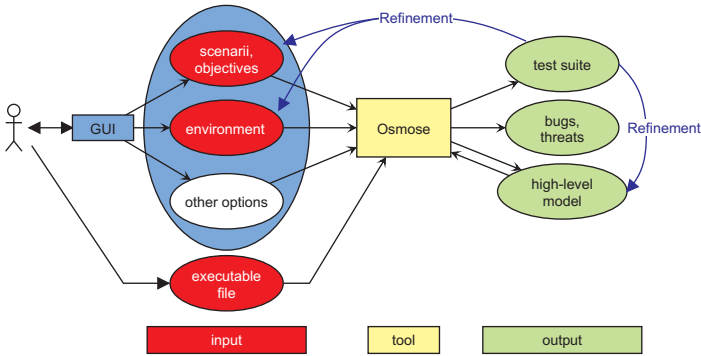 Refinement
scenarii,
objectives
test suite
GUI
environment
Osmose
bugs,
threats
Refinement
other options
high-level
model
executable
file
input
tool
output